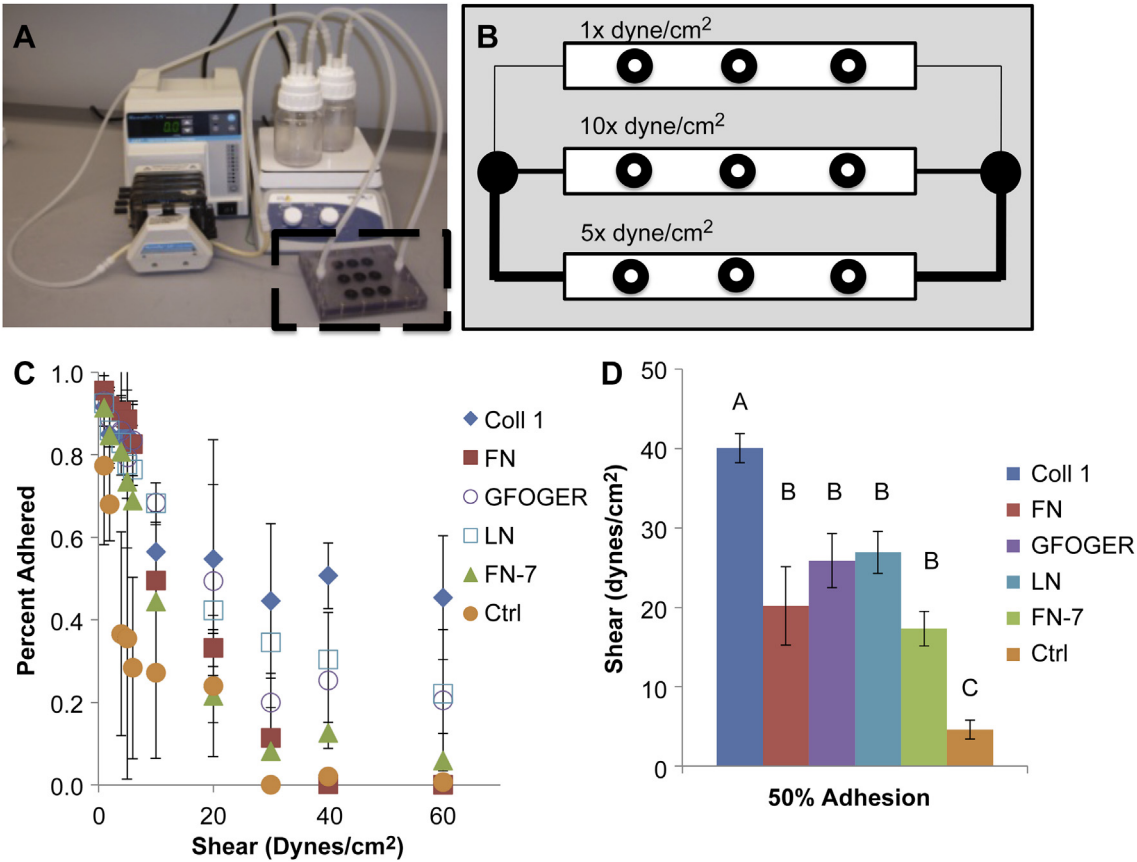 A
0.0
B
1x dyne/cm2
10x dyne/cm2
5x dyne/cm2
C
Percent Adhered
1.0
0.8
0.6
0.4
0.2
0.0
0
20
40
60
Shear (Dynes/cm2)
Coll 1
FN
GFOGER
LN
FN-7
Ctrl
D
Shear (dynes/cm2)
50
40
30
20
10
0
A
B
B
B
B
C
50% Adhesion
Coll 1
FN
GFOGER
LN
FN-7
Ctrl